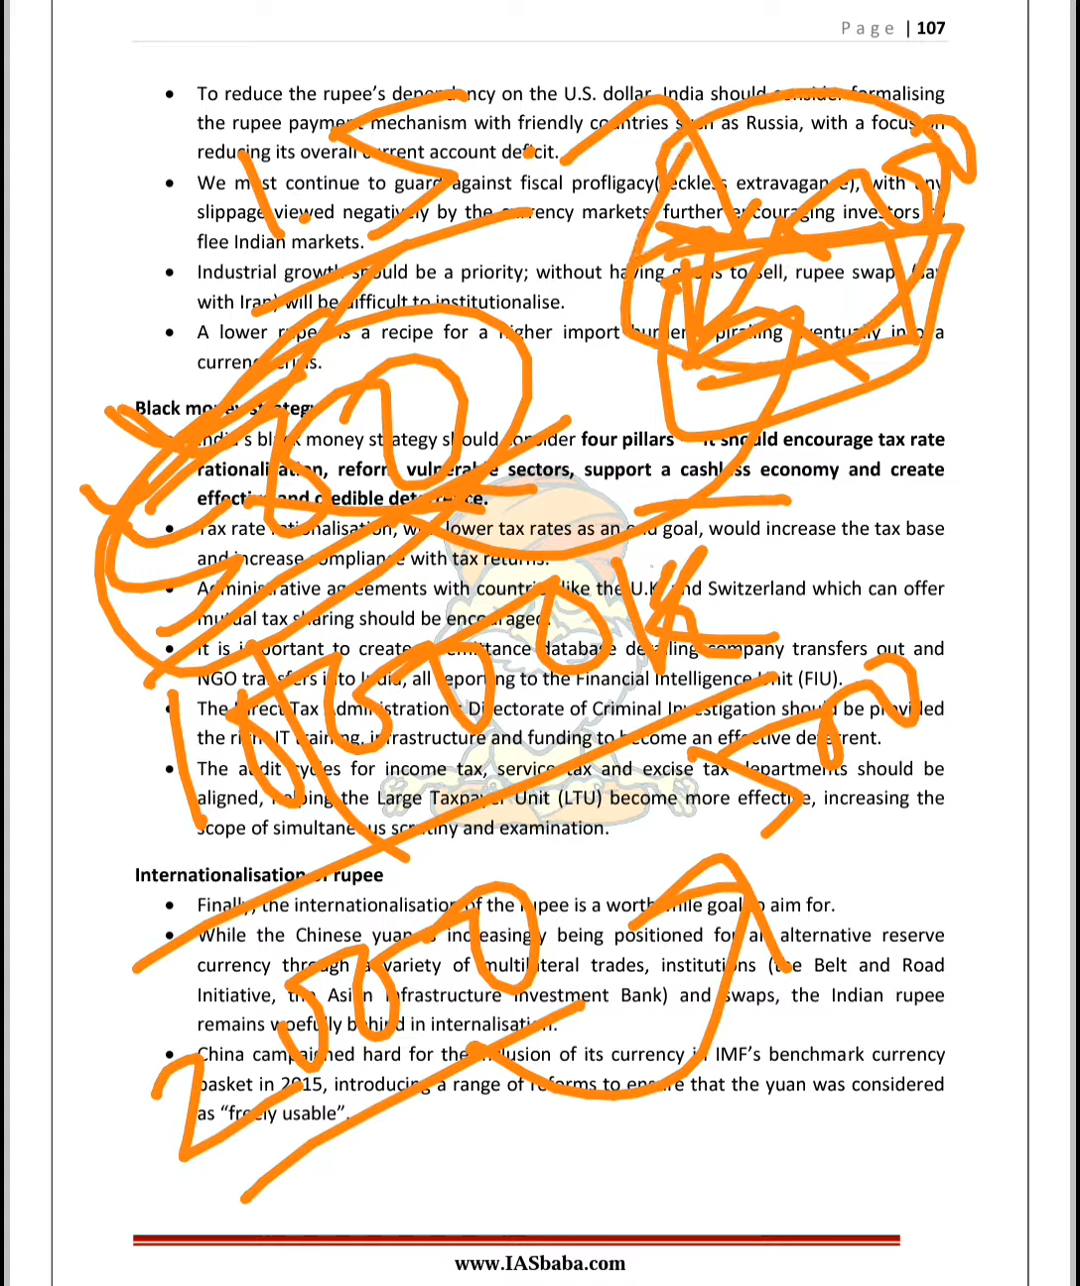 Page | 107
• To reduce the rupee's dependency on the U.S. dollar, India should consider formalising
the rupee payment mechanism with friendly countries such as Russia, with a focus on
reducing its overall current account deficit.
• We must continue to guard against fiscal profligacy(reckless extravagance), with any
slippage viewed negatively by the currency markets, further encouraging investors to
flee Indian markets.
• Industrial growth should be a priority; without having goods to sell, rupee swaps (say
with Iran) will be difficult to institutionalise.
• A lower rupee is a recipe for a higher import burden, spiraling eventually into a
currency crisis.
Black money strategy
India's black money strategy should consider four pillars it should encourage tax rate
rationalisation, reform vulnerable sectors, support a cashless economy and create
effective and credible deterrence.
• Tax rate rationalisation, with lower tax rates as an end goal, would increase the tax base
and increase compliance with tax returns.
• Administrative agreements with countries like the U.K. and Switzerland which can offer
mutual tax sharing should be encouraged.
• It is important to create remittance database detailing company transfers out and
NGO transfers into India, all reporting to the Financial Intelligence Unit (FIU).
• The Direct Tax Administration's Directorate of Criminal Investigation should be provided
the right IT training, infrastructure and funding to become an effective deterrent.
• The audit cycles for income tax, service tax and excise tax departments should be
aligned, helping the Large Taxpayer Unit (LTU) become more effective, increasing the
scope of simultaneous scrutiny and examination.
Internationalisation of rupee
• Finally, the internationalisation of the rupee is a worthwhile goal to aim for.
• While the Chinese yuan is increasingly being positioned for an alternative reserve
currency through a variety of multilateral trades, institutions (the Belt and Road
Initiative, the Asian Infrastructure Investment Bank) and swaps, the Indian rupee
remains woefully behind in internalisation.
• China campaigned hard for the inclusion of its currency in IMF's benchmark currency
basket in 2015, introducing a range of reforms to ensure that the yuan was considered
as "freely usable".
www.IASbaba.com